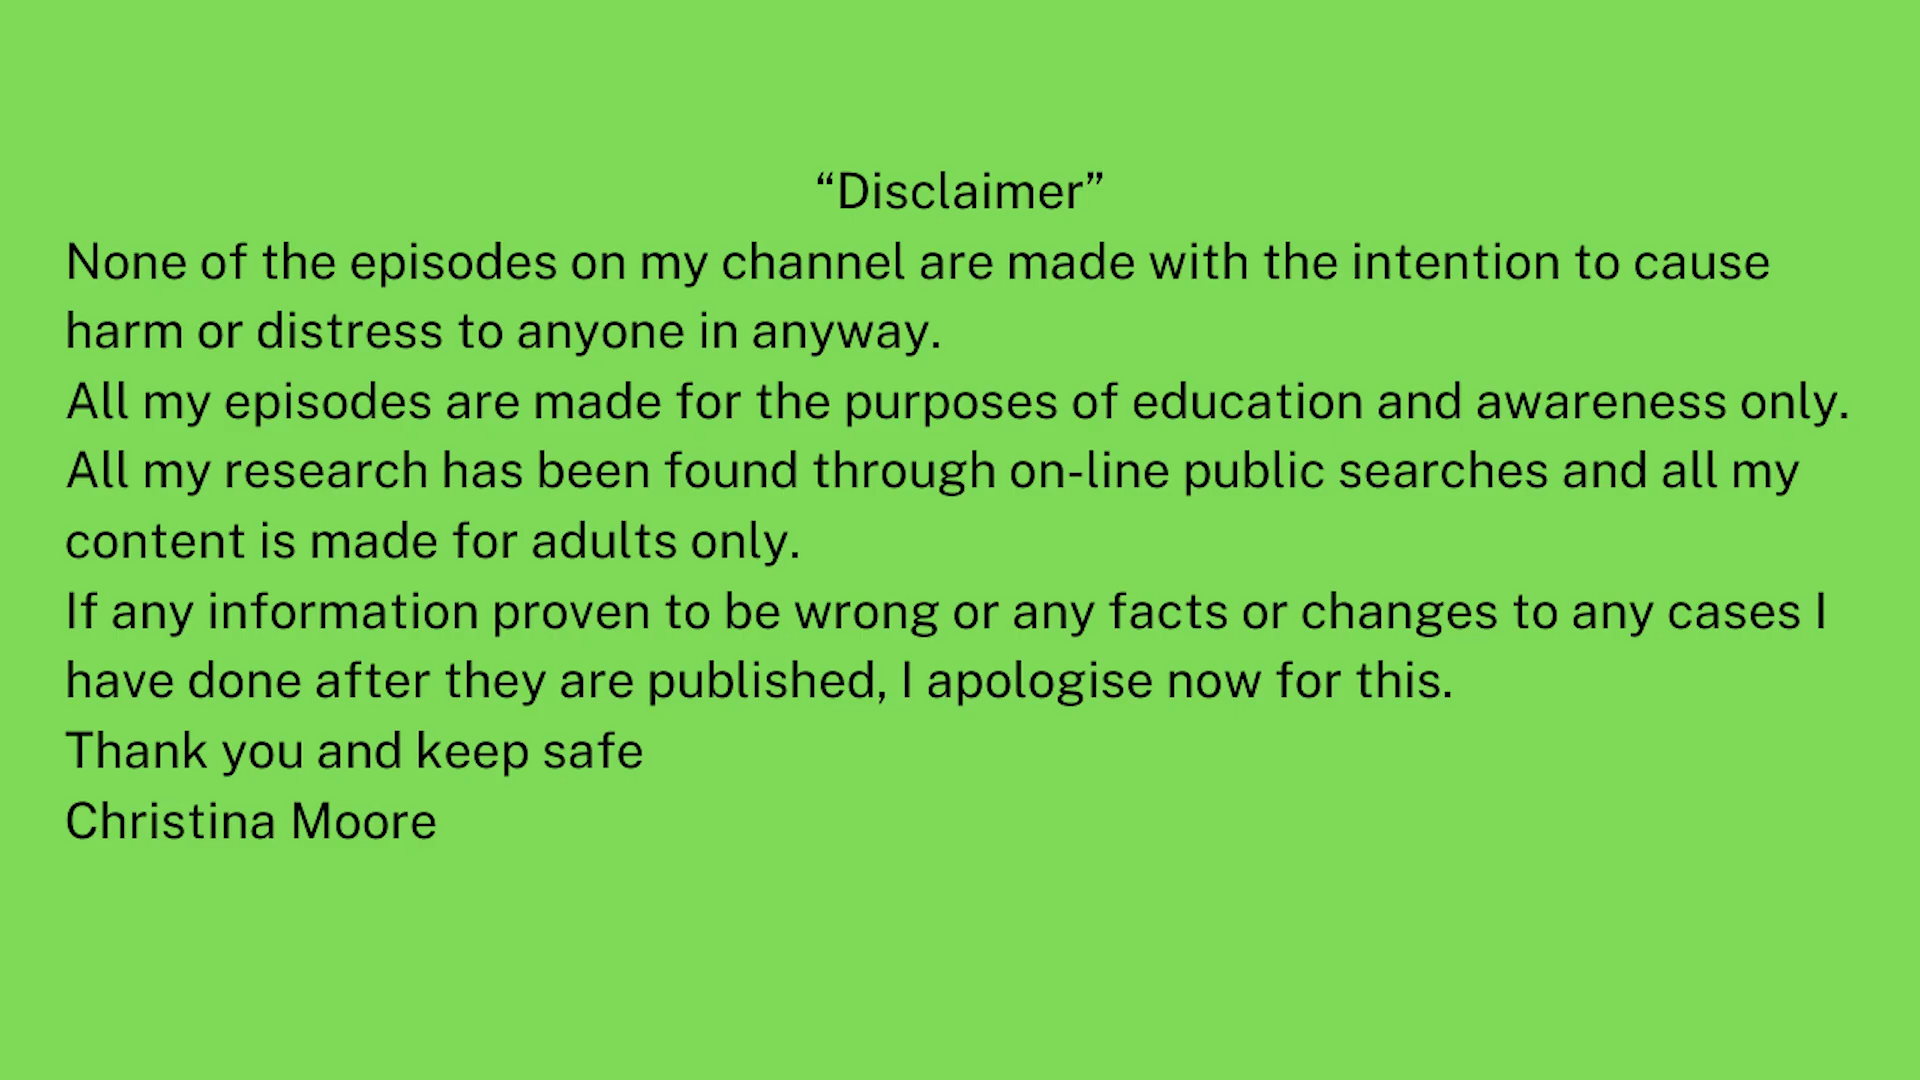 “Disclaimer”
None of the episodes on my channel are made with the intention to cause
harm or distress to anyone in anyway.
All my episodes are made for the purposes of education and awareness only.
All my research has been found through on-line public searches and all my
content is made for adults only.
If any information proven to be wrong or any facts or changes to any cases I
have done after they are published, I apologise now for this.
Thank you and keep safe
Christina Moore